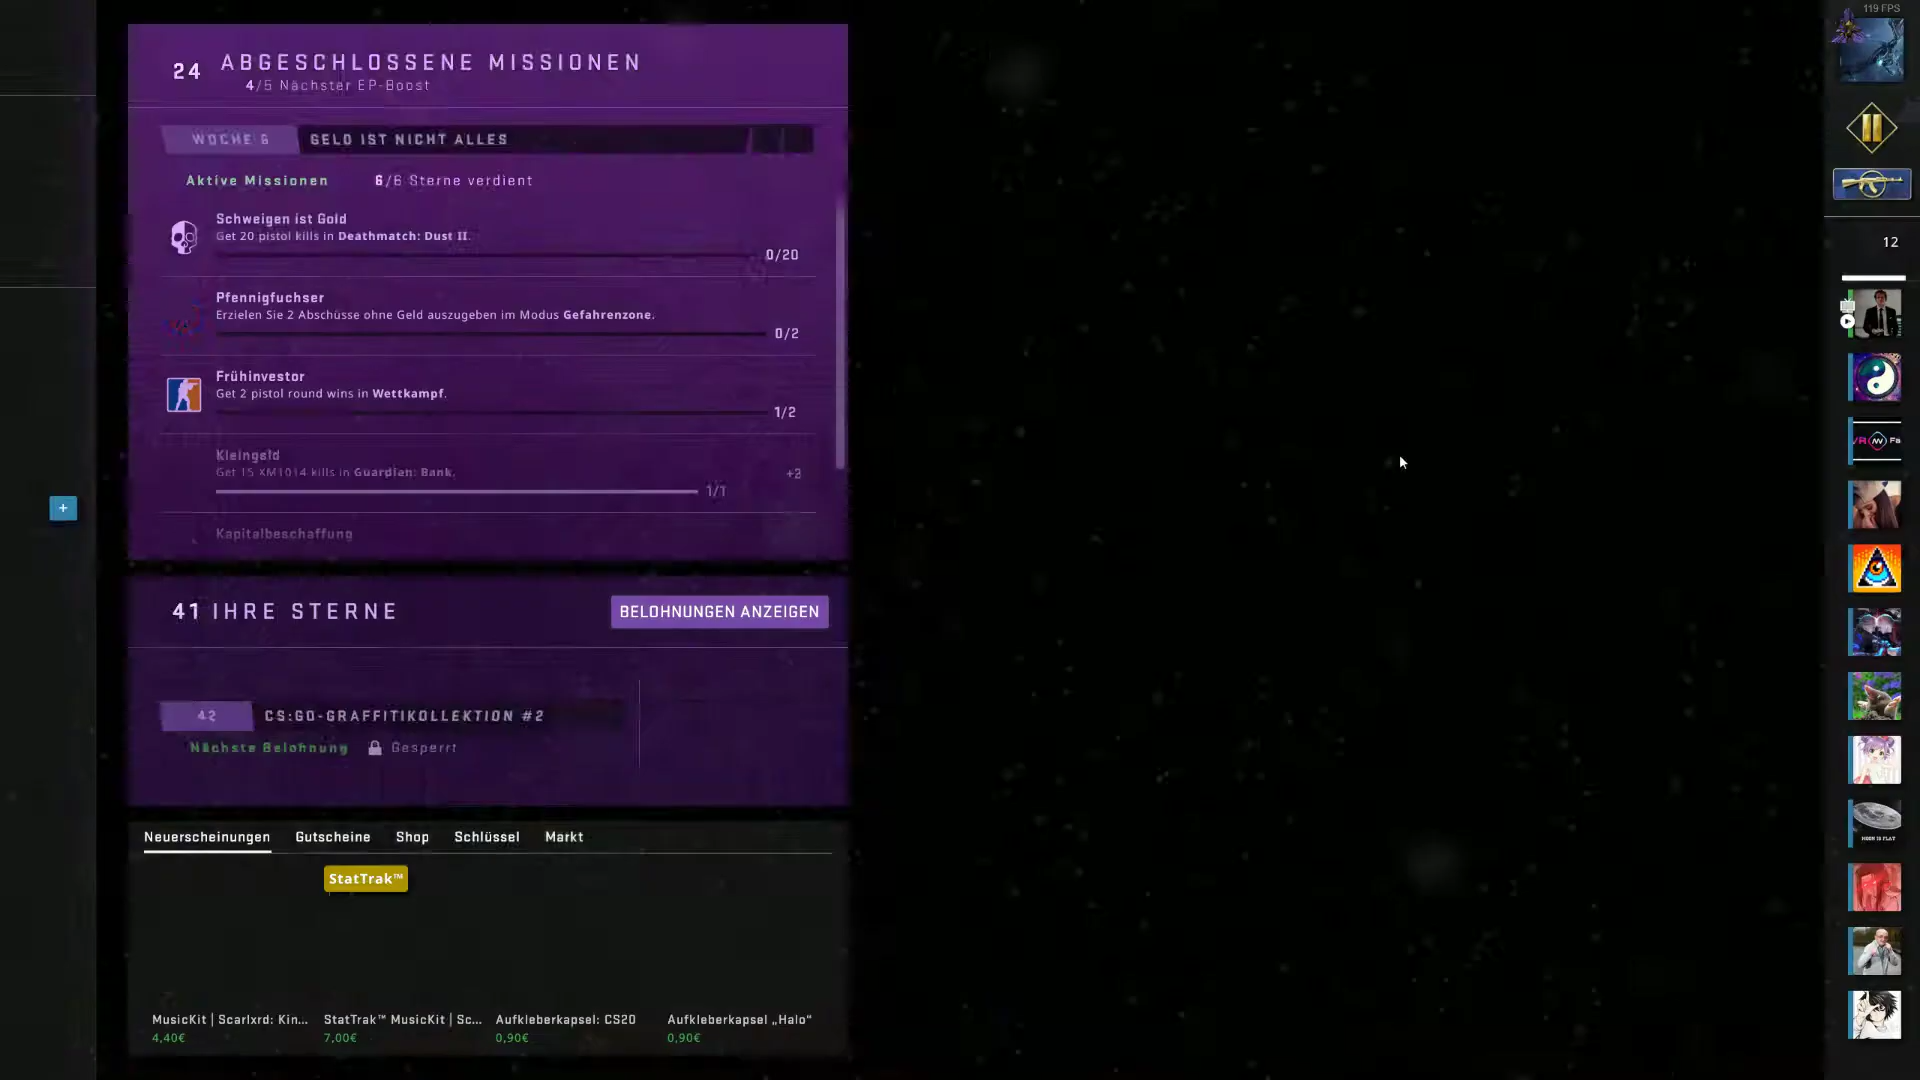 119 FPS
24 ABGESCHLOSSENE MISSIONEN
4/5 Nächster EP-Boost
WOCHE 6 GELD IST NICHT ALLES
Aktive Missionen 6/6 Sterne verdient
Schweigen ist Gold
Get 20 pistol kills in Deathmatch: Dust II.
0/20
Pfennigfuchser
Erzielen Sie 2 Abschüsse ohne Geld auszugeben im Modus Gefahrenzone.
0/2
Frühinvestor
Get 2 pistol round wins in Wettkampf.
1/2
Kleingeld
Get 15 XM1014 kills in Guardian: Bank.
1/1
Kapitalbeschaffung
+
41 IHRE STERNE
BELOHNUNGEN ANZEIGEN
42 CS:GO-GRAFFITIKOLLEKTION #2
Nächste Belohnung Gesperrt
Neuerscheinungen Gutscheine Shop Schlüssel Markt
StatTrak™
MusicKit | Scarlxrd: Kin... StatTrak™ MusicKit | Sc... Aufkleberkapsel: CS20 Aufkleberkapsel „Halo“
4,40€ 7,00€ 0,90€ 0,90€
12